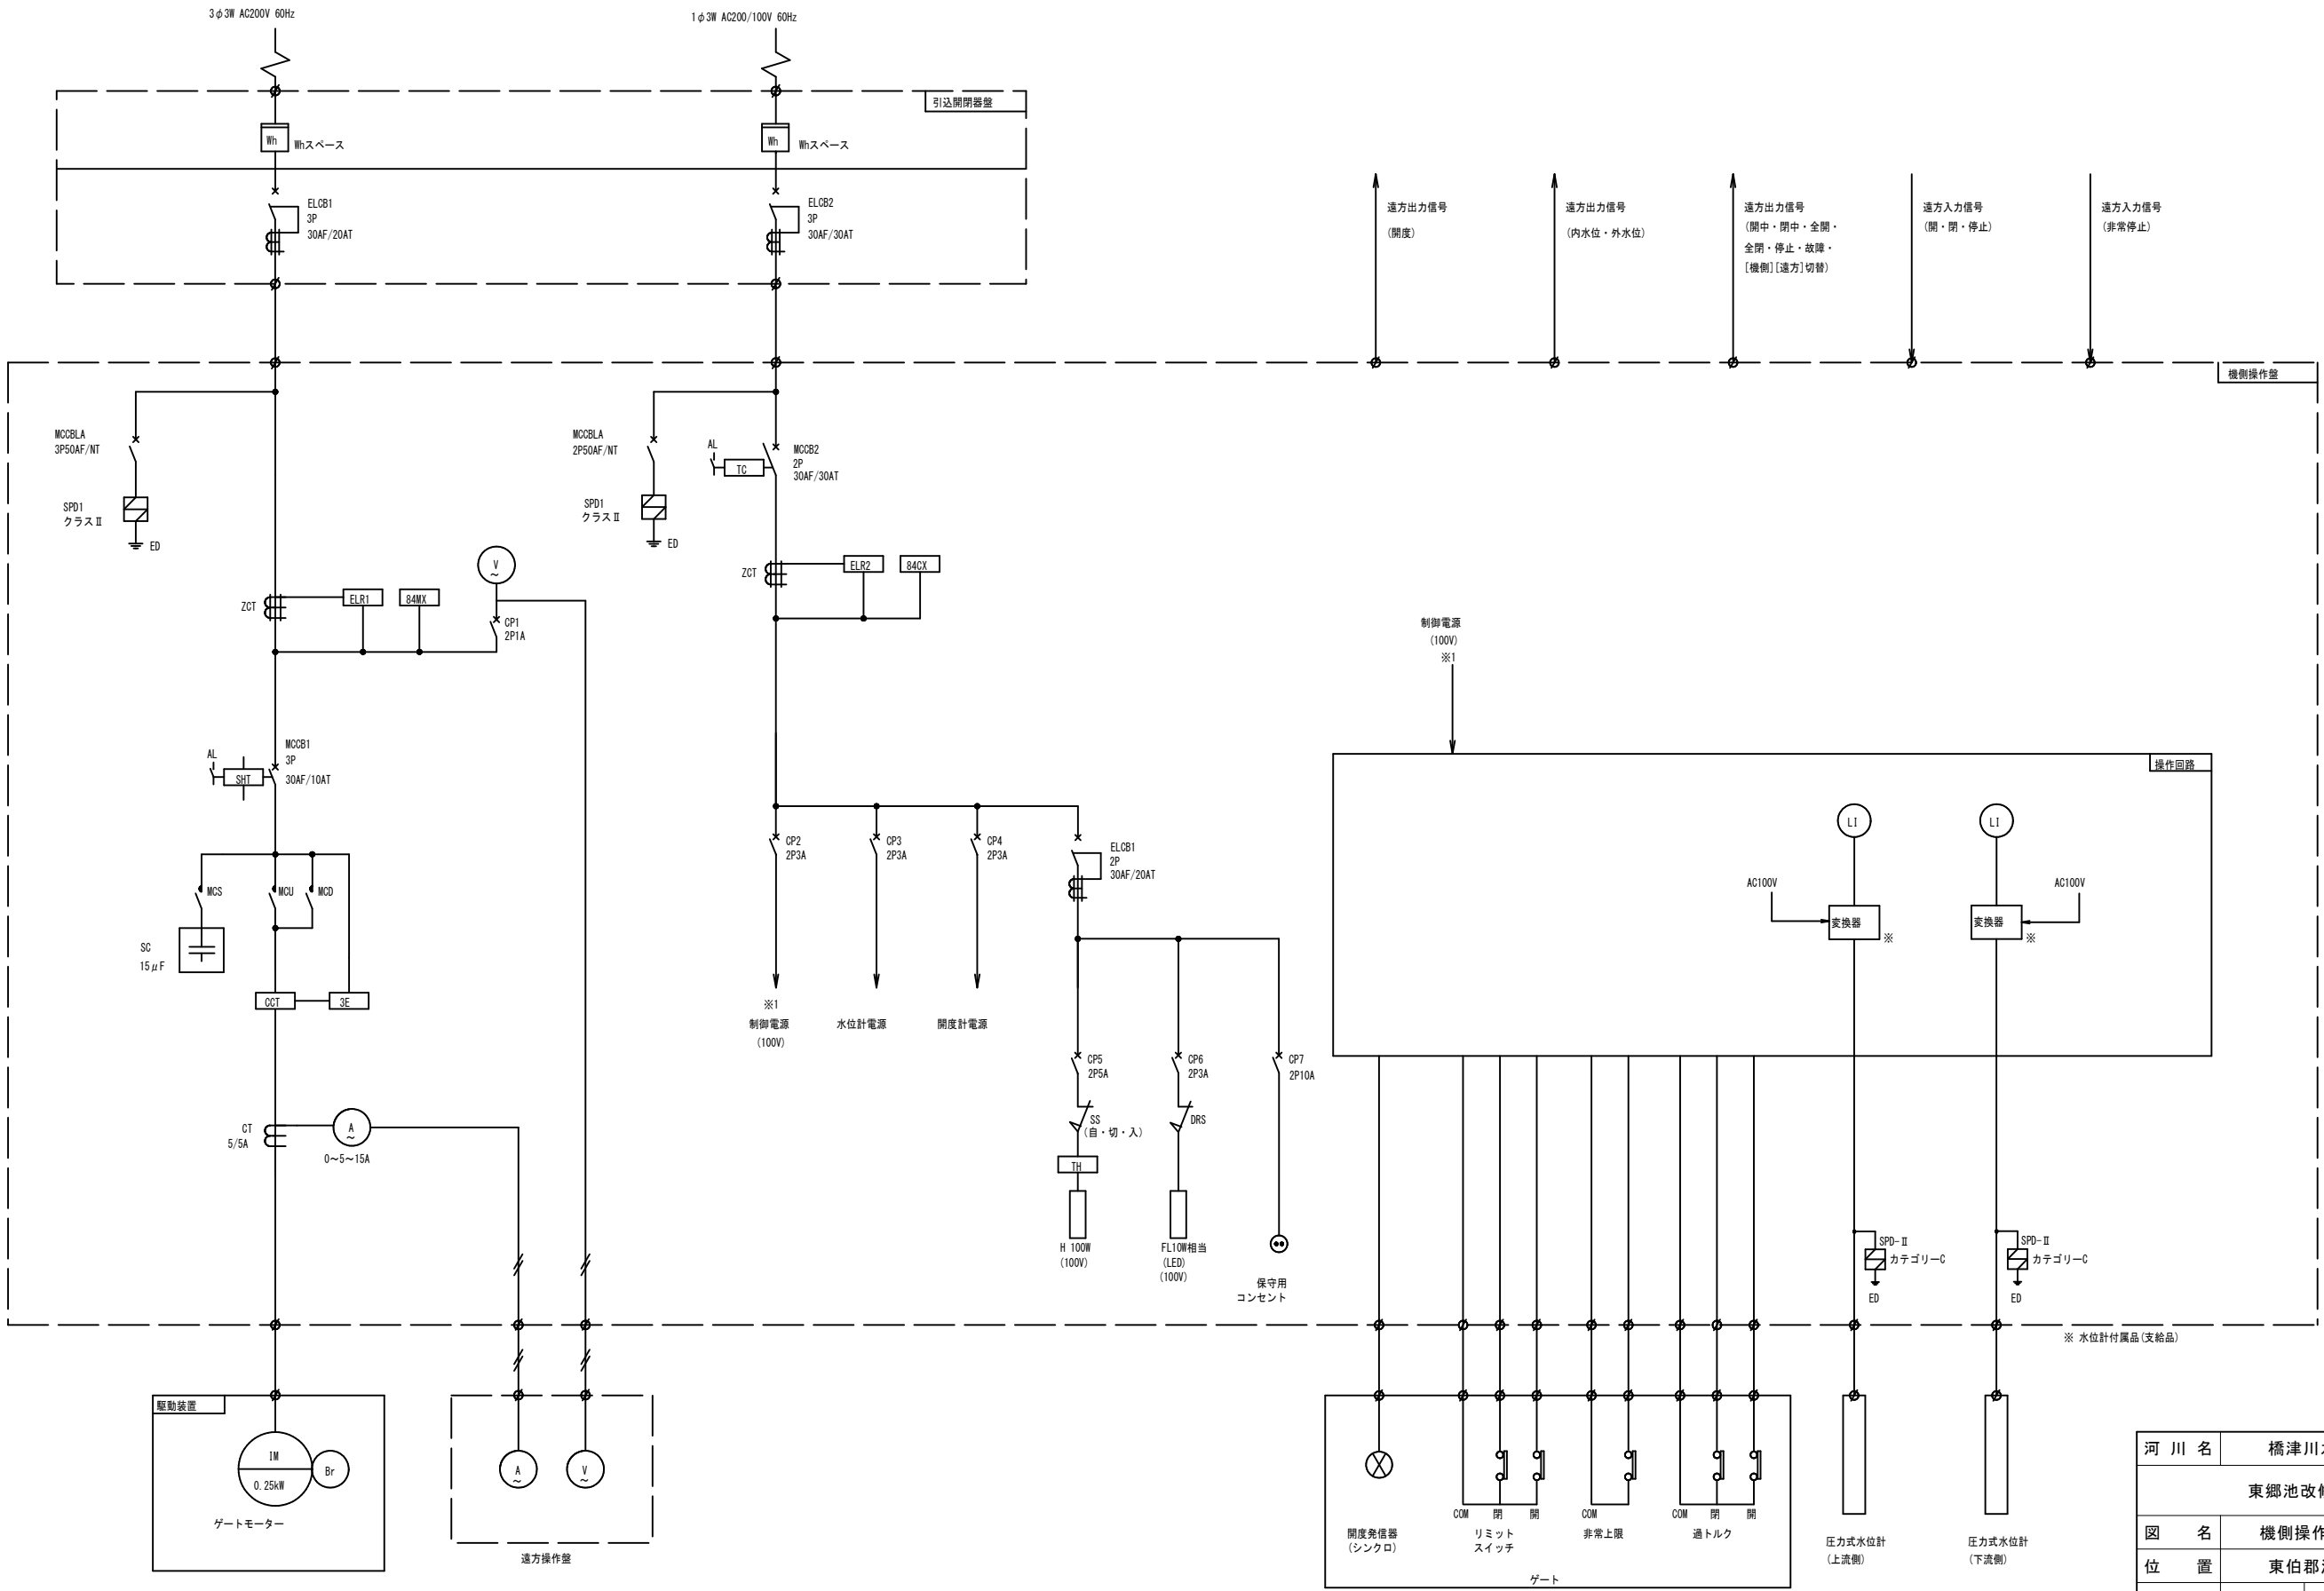 3φ3W AC200V 60Hz
1φ3W AC200/100V 60Hz
引込開閉器盤
Wh
Whスペース
Wh
Whスペース
ELCB1
3P
30AF/20AT
ELCB2
3P
30AF/30AT
遠方出力信号
(開度)
遠方出力信号
(内水位・外水位)
遠方出力信号
(開中・閉中・全開・
全閉・停止・故障・
[機側][遠方]切替)
遠方入力信号
(開・閉・停止)
遠方入力信号
(非常停止)
機側操作盤
MCCBLA
3P50AF/NT
SPD1
クラスⅡ
ED
MCCBLA
2P50AF/NT
SPD1
クラスⅡ
ED
AL
TC
MCCB2
2P
30AF/30AT
ZCT
ELR1
84MX
V
~
CP1
2P1A
ZCT
ELR2
84CX
制御電源
(100V)
※1
AL
SHT
MCCB1
3P
30AF/10AT
操作回路
MCS
MCU
MCD
SC
15μF
CCT
3E
CP2
2P3A
CP3
2P3A
CP4
2P3A
ELCB1
2P
30AF/20AT
※1
制御電源
(100V)
水位計電源
開度計電源
LI
LI
AC100V
AC100V
変換器
※
変換器
※
CP5
2P5A
CP6
2P3A
CP7
2P10A
SS
(自・切・入)
DRS
TH
H 100W
(100V)
FL10W相当
(LED)
(100V)
保守用
コンセント
CT
5/5A
A
~
0~5~15A
SPD-Ⅱ
カテゴリーC
ED
SPD-Ⅱ
カテゴリーC
ED
※ 水位計付属品(支給品)
駆動装置
IM
0.25kW
Br
ゲートモーター
A
~
V
~
遠方操作盤
COM
閉
開
COM
COM
閉
開
開度発信器
(シンクロ)
リミット
スイッチ
非常上限
過トルク
ゲート
圧力式水位計
(上流側)
圧力式水位計
(下流側)
河川名
橋津川
東郷池改
図名
機側操作
位置
東伯郡